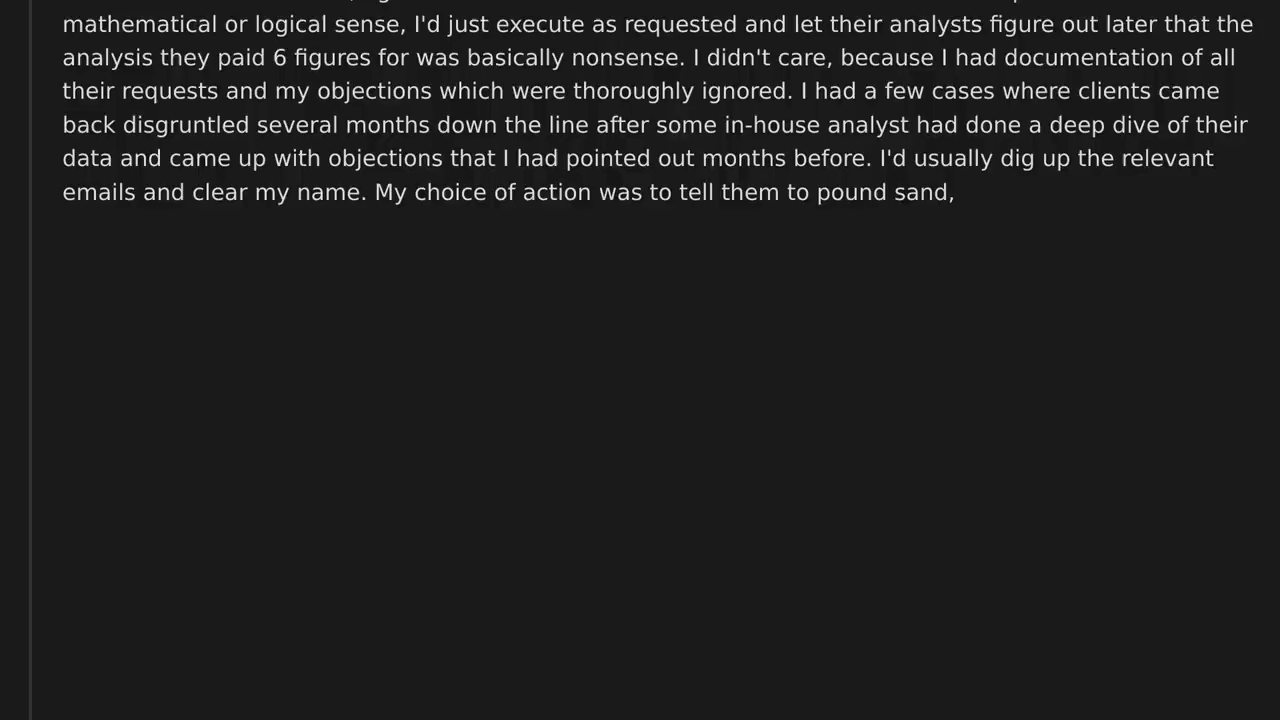 mathematical or logical sense, I'd just execute as requested and let their analysts figure out later that the
analysis they paid 6 figures for was basically nonsense. I didn't care, because I had documentation of all
their requests and my objections which were thoroughly ignored. I had a few cases where clients came
back disgruntled several months down the line after some in-house analyst had done a deep dive of their
data and came up with objections that I had pointed out months before. I'd usually dig up the relevant
emails and clear my name. My choice of action was to tell them to pound sand,